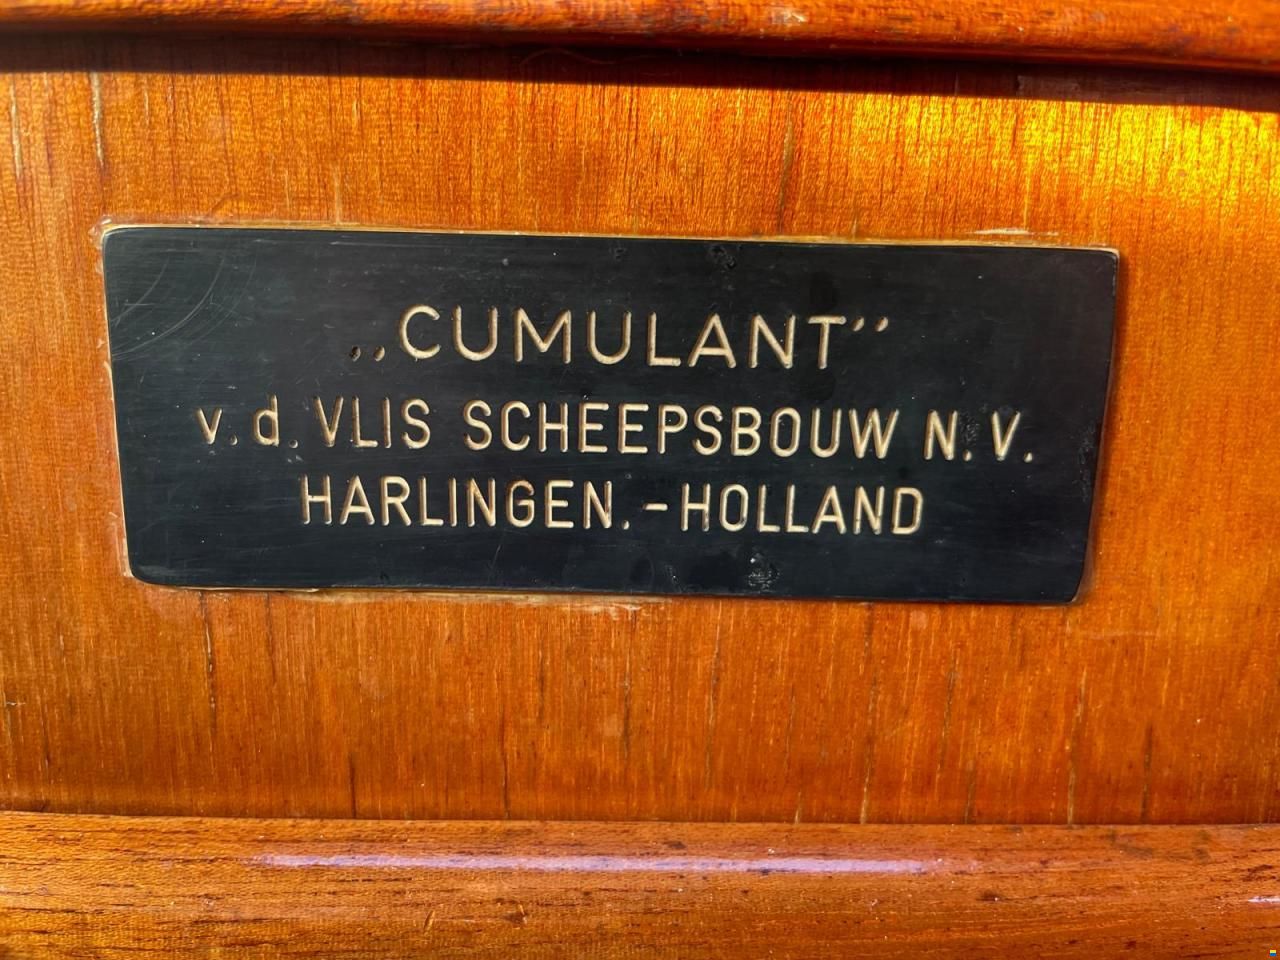 „CUMULANT”
v.d. VLIS SCHEEPSBOUW N.V.
HARLINGEN.-HOLLAND